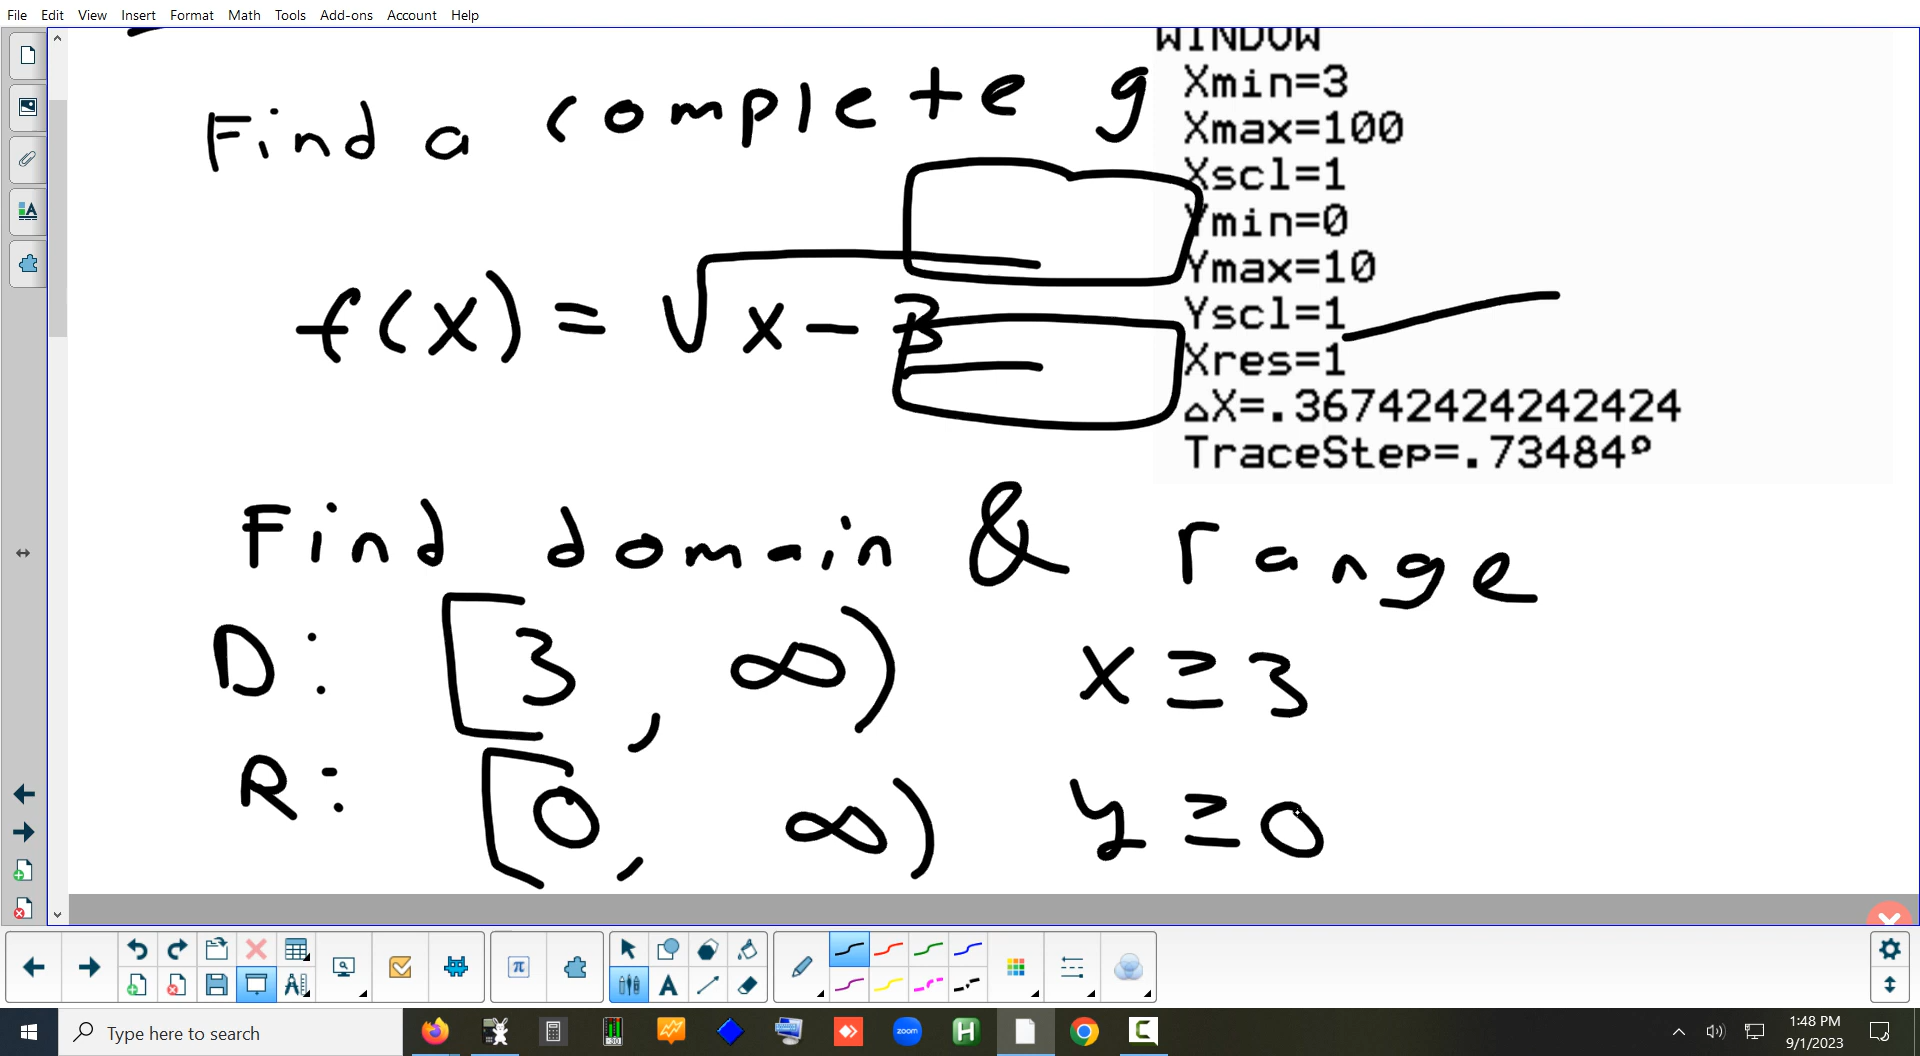 File Edit View Insert Format Math Tools Add-ons Account Help
WINDOW
Xmin=3
Xmax=100
Xscl=1
Ymin=0
Ymax=10
Yscl=1
Xres=1
△X=.36742424242424
TraceStep=.73484
Find a complete g
f(x) = √x - 3
Find domain & range
D: [3, ∞) x ≥ 3
R: [0, ∞) y ≥ 0
π
A
Type here to search
zoom
H
C
1:48 PM
9/1/2023